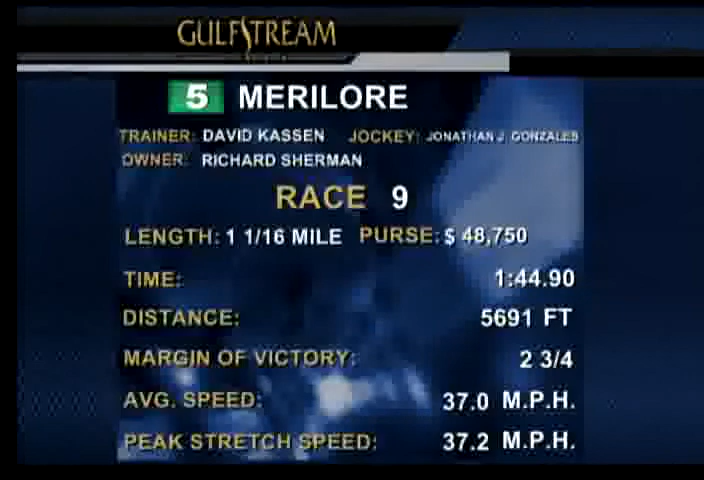 GULFSTREAM
5 MERILORE
TRAINER: DAVID KASSEN JOCKEY: JONATHAN J. GONZALES
OWNER: RICHARD SHERMAN
RACE 9
LENGTH: 1 1/16 MILE PURSE: $ 48,750
TIME: 1:44.90
DISTANCE: 5691 FT
MARGIN OF VICTORY: 2 3/4
AVG. SPEED: 37.0 M.P.H.
PEAK STRETCH SPEED: 37.2 M.P.H.